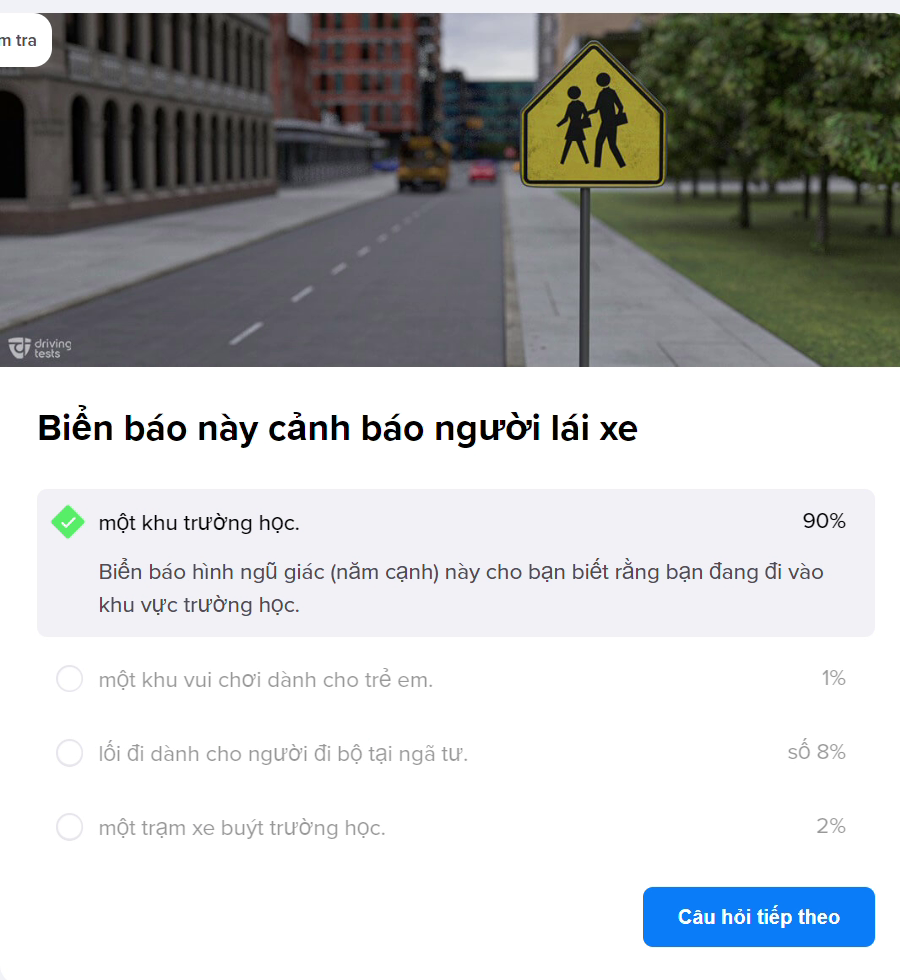 m tra
driving
tests
Biển báo này cảnh báo người lái xe
một khu trường học.
90%
Biển báo hình ngũ giác (năm cạnh) này cho bạn biết rằng bạn đang đi vào
khu vực trường học.
một khu vui chơi dành cho trẻ em.
1%
lối đi dành cho người đi bộ tại ngã tư.
số 8%
một trạm xe buýt trường học.
2%
Câu hỏi tiếp theo